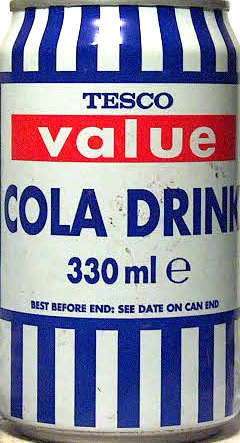 TESCO
value
COLA DRINK
330 ml e
BEST BEFORE END: SEE DATE ON CAN END